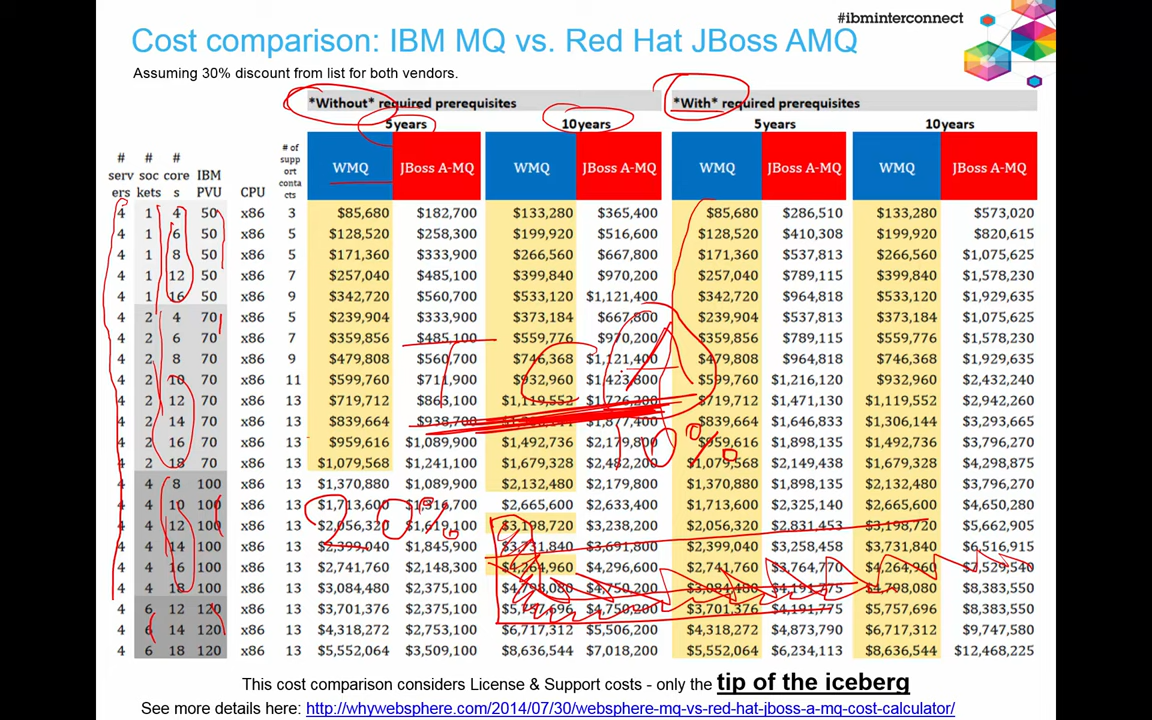 #ibminterconnect
Cost comparison: IBM MQ vs. Red Hat JBoss AMQ
Assuming 30% discount from list for both vendors.
*Without* required prerequisites *With* required prerequisites
5 years 10 years 5 years 10 years
# servers # sockets # cores IBM PVU CPU # of support contacts WMQ JBoss A-MQ WMQ JBoss A-MQ WMQ JBoss A-MQ WMQ JBoss A-MQ
4 1 4 50 x86 3 $85,680 $182,700 $133,280 $365,400 $85,680 $286,510 $133,280 $573,020
4 1 6 50 x86 5 $128,520 $258,300 $199,920 $516,600 $128,520 $410,308 $199,920 $820,615
4 1 8 50 x86 5 $171,360 $333,900 $266,560 $667,800 $171,360 $537,813 $266,560 $1,075,625
4 1 12 50 x86 7 $257,040 $485,100 $399,840 $970,200 $257,040 $789,115 $399,840 $1,578,230
4 1 16 50 x86 9 $342,720 $560,700 $533,120 $1,121,400 $342,720 $964,818 $533,120 $1,929,635
4 2 4 70 x86 5 $239,904 $333,900 $373,184 $667,800 $239,904 $537,813 $373,184 $1,075,625
4 2 6 70 x86 7 $359,856 $485,100 $559,776 $970,200 $359,856 $789,115 $559,776 $1,578,230
4 2 8 70 x86 9 $479,808 $560,700 $746,368 $1,121,400 $479,808 $964,818 $746,368 $1,929,635
4 2 10 70 x86 11 $599,760 $711,900 $932,960 $1,423,800 $599,760 $1,216,120 $932,960 $2,432,240
4 2 12 70 x86 13 $719,712 $863,100 $1,119,552 $1,726,200 $719,712 $1,471,130 $1,119,552 $2,942,260
4 2 14 70 x86 13 $839,664 $938,700 $1,877,400 $839,664 $1,646,833 $1,306,144 $3,293,665
4 2 16 70 x86 13 $959,616 $1,089,900 $1,492,736 $2,179,800 $959,616 $1,898,135 $1,492,736 $3,796,270
4 2 18 70 x86 13 $1,079,568 $1,241,100 $1,679,328 $2,482,200 $1,079,568 $2,149,438 $1,679,328 $4,298,875
10%
4 4 8 100 x86 13 $1,370,880 $1,089,900 $2,132,480 $2,179,800 $1,370,880 $1,898,135 $2,132,480 $3,796,270
4 4 10 100 x86 13 $1,713,600 $1,316,700 $2,665,600 $2,633,400 $1,713,600 $2,325,140 $2,665,600 $4,650,280
4 4 12 100 x86 13 $2,056,320 $1,619,100 $3,198,720 $3,238,200 $2,056,320 $2,831,453 $3,198,720 $5,662,905
20%
4 4 14 100 x86 13 $2,399,040 $1,845,900 $3,731,840 $3,691,800 $2,399,040 $3,258,458 $3,731,840 $6,516,915
4 4 16 100 x86 13 $2,741,760 $2,148,300 $4,264,960 $4,296,600 $2,741,760 $3,764,770 $4,264,960 $7,529,540
4 4 18 100 x86 13 $3,084,480 $2,375,100 $4,798,080 $4,750,200 $3,084,480 $4,191,775 $4,798,080 $8,383,550
4 6 12 120 x86 13 $3,701,376 $2,375,100 $5,757,696 $4,750,200 $3,701,376 $4,191,775 $5,757,696 $8,383,550
4 6 14 120 x86 13 $4,318,272 $2,753,100 $6,717,312 $5,506,200 $4,318,272 $4,873,790 $6,717,312 $9,747,580
4 6 18 120 x86 13 $5,552,064 $3,509,100 $8,636,544 $7,018,200 $5,552,064 $6,234,113 $8,636,544 $12,468,225
This cost comparison considers License & Support costs - only the tip of the iceberg
See more details here: http://whywebsphere.com/2014/07/30/websphere-mq-vs-red-hat-jboss-a-mq-cost-calculator/